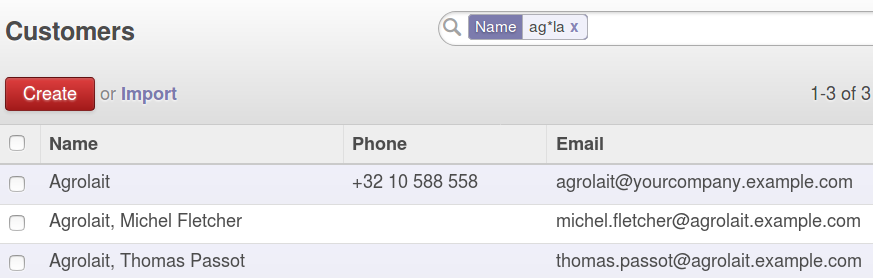 Customers
Name ag*la x
Create or Import
1-3 of 3
Name Phone Email
Agrolait +32 10 588 558 agrolait@yourcompany.example.com
Agrolait, Michel Fletcher michel.fletcher@agrolait.example.com
Agrolait, Thomas Passot thomas.passot@agrolait.example.com